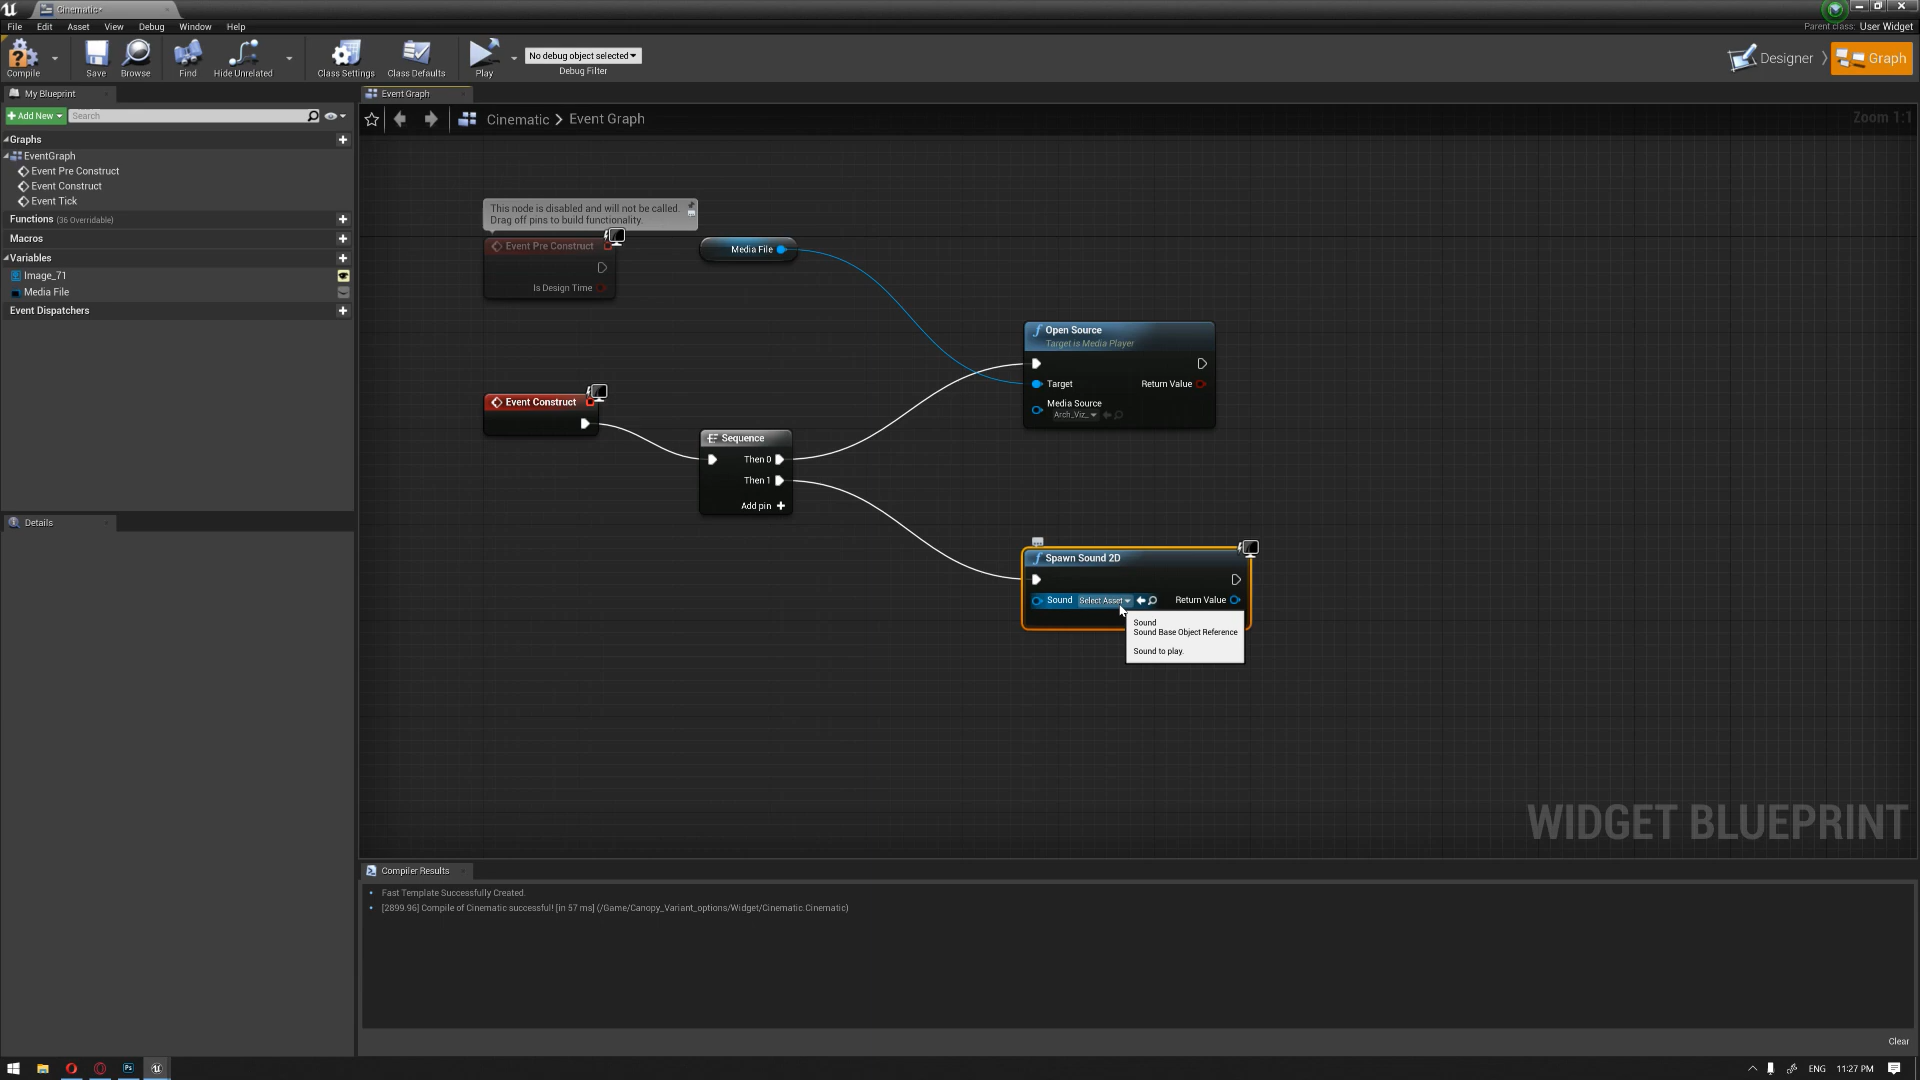 Cinematic*
File Edit Asset View Debug Window Help
Parent class: User Widget
Compile Save Browse Find Hide Unrelated Class Settings Class Defaults Play
No debug object selected
Debug Filter
Designer Graph
My Blueprint
Event Graph
Add New Search
Cinematic > Event Graph
Zoom 1:1
Graphs
EventGraph
Event Pre Construct
Event Construct
Event Tick
Functions (36 Overridable)
Macros
Variables
Image_71
Media File
Event Dispatchers
Details
This node is disabled and will not be called.
Drag off pins to build functionality.
Event Pre Construct
Is Design Time
Media File
Open Source
Target is Media Player
Target Return Value
Media Source
Arch_Viz_
Event Construct
Sequence
Then 0
Then 1
Add pin +
Spawn Sound 2D
Sound Select Asset Return Value
Sound
Sound Base Object Reference
Sound to play.
WIDGET BLUEPRINT
Compiler Results
Fast Template Successfully Created.
[2899.96] Compile of Cinematic successful! [in 57 ms] (/Game/Canopy_Variant_options/Widget/Cinematic.Cinematic)
Clear
ENG 11:27 PM